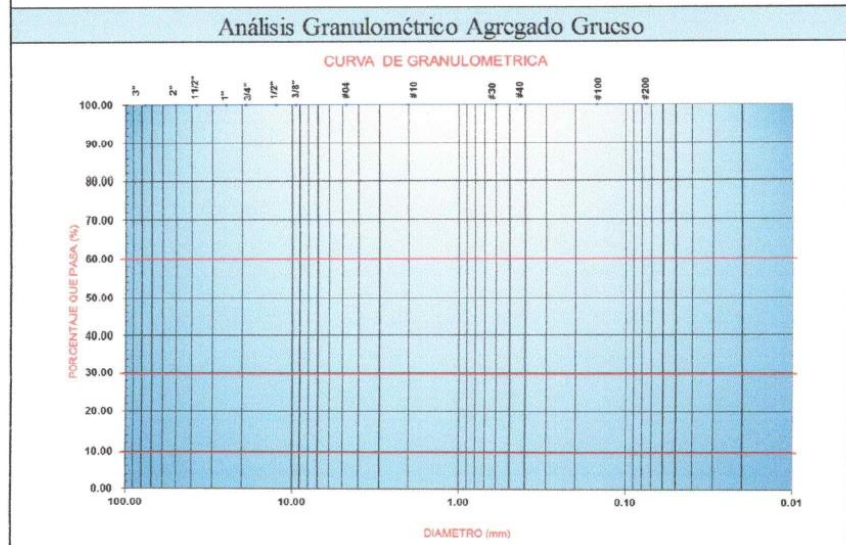 Análisis Granulométrico Agregado Grueso
CURVA DE GRANULOMETRICA
3" 2" 1 1/2" 1" 3/4" 1/2" 3/8" #04 #10 #30 #40 #100 #200
100.00
90.00
80.00
70.00
60.00
50.00
40.00
30.00
20.00
10.00
0.00
PORCENTAJE QUE PASA (%)
100.00 10.00 1.00 0.10 0.01
DIAMETRO (mm)